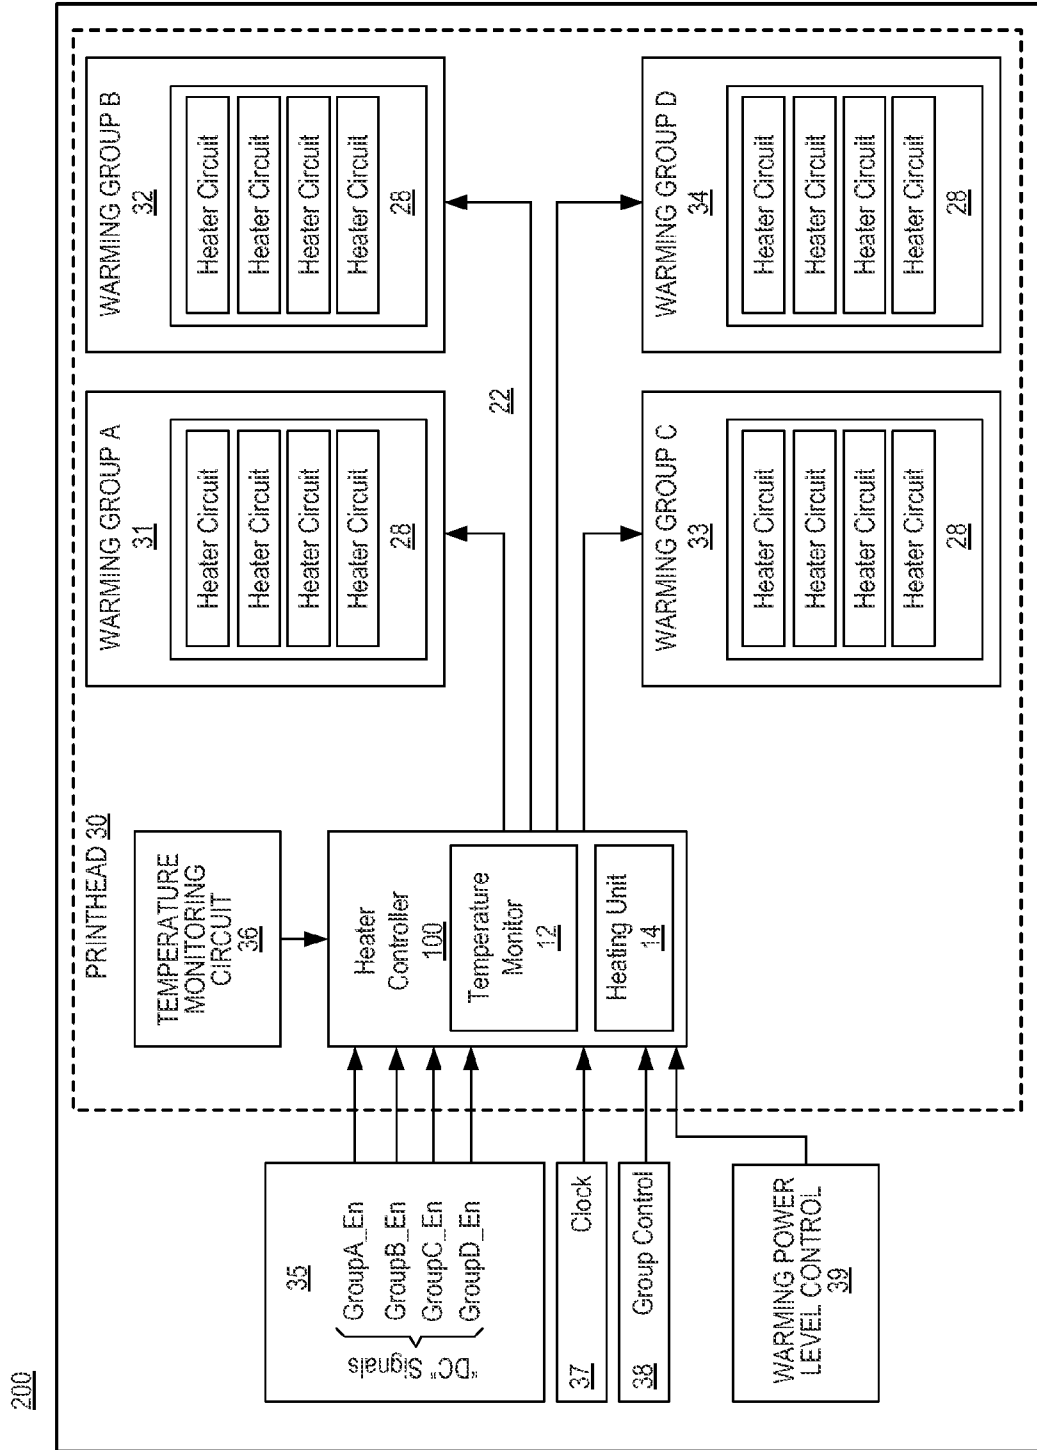 200
PRINTHEAD 30
TEMPERATURE
MONITORING
CIRCUIT
36
Heater
Controller
100
Temperature
Monitor
12
Heating Unit
14
35
"DC" Signals
GroupA_En
GroupB_En
GroupC_En
GroupD_En
37
Clock
38
Group Control
WARMING POWER
LEVEL CONTROL
39
22
WARMING GROUP A
31
Heater Circuit
Heater Circuit
Heater Circuit
Heater Circuit
28
WARMING GROUP B
32
Heater Circuit
Heater Circuit
Heater Circuit
Heater Circuit
28
WARMING GROUP C
33
Heater Circuit
Heater Circuit
Heater Circuit
Heater Circuit
28
WARMING GROUP D
34
Heater Circuit
Heater Circuit
Heater Circuit
Heater Circuit
28